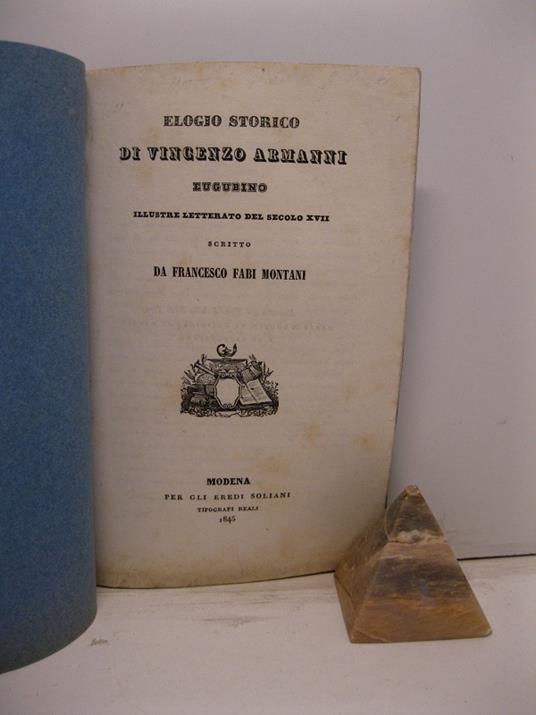 ELOGIO STORICO
DI VINCENZO ARMANNI
EUGUBINO
ILLUSTRE LETTERATO DEL SECOLO XVII
SCRITTO
DA FRANCESCO FABI MONTANI
MODENA
PER GLI EREDI SOLIANI
TIPOGRAFI REALI
1845